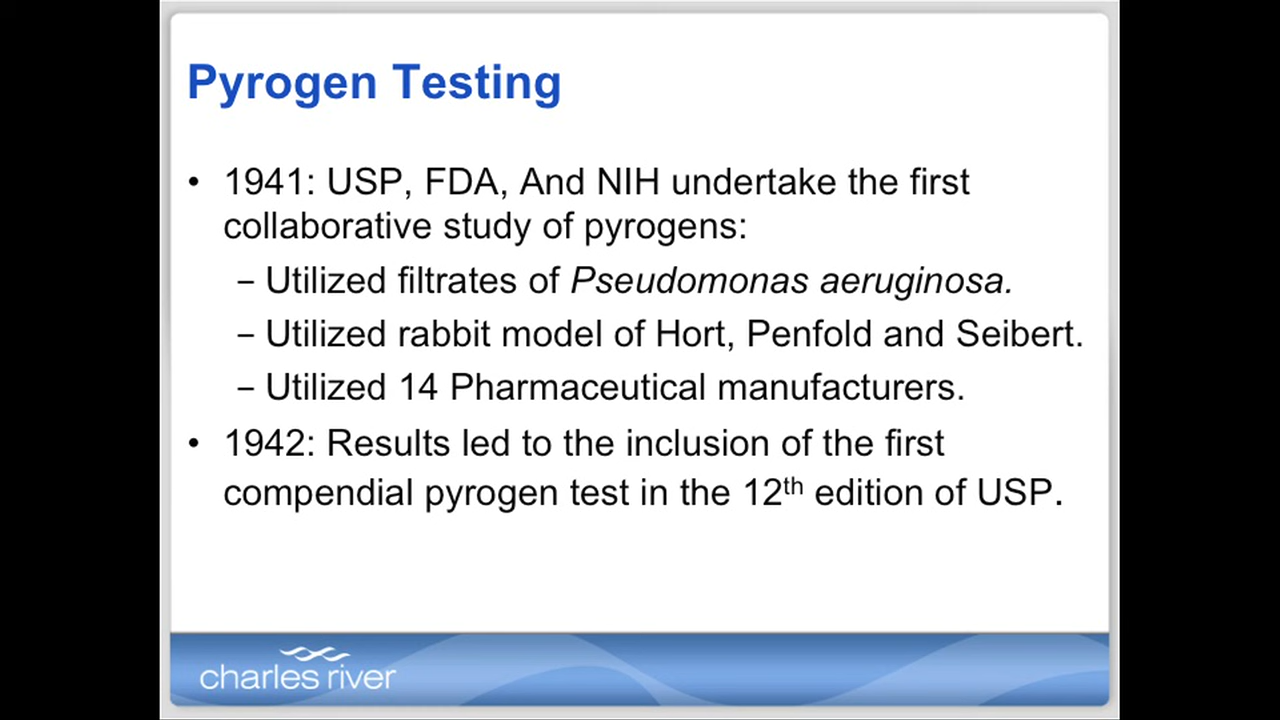 Pyrogen Testing
• 1941: USP, FDA, And NIH undertake the first
collaborative study of pyrogens:
– Utilized filtrates of Pseudomonas aeruginosa.
– Utilized rabbit model of Hort, Penfold and Seibert.
– Utilized 14 Pharmaceutical manufacturers.
• 1942: Results led to the inclusion of the first
compendial pyrogen test in the 12th edition of USP.
charles river